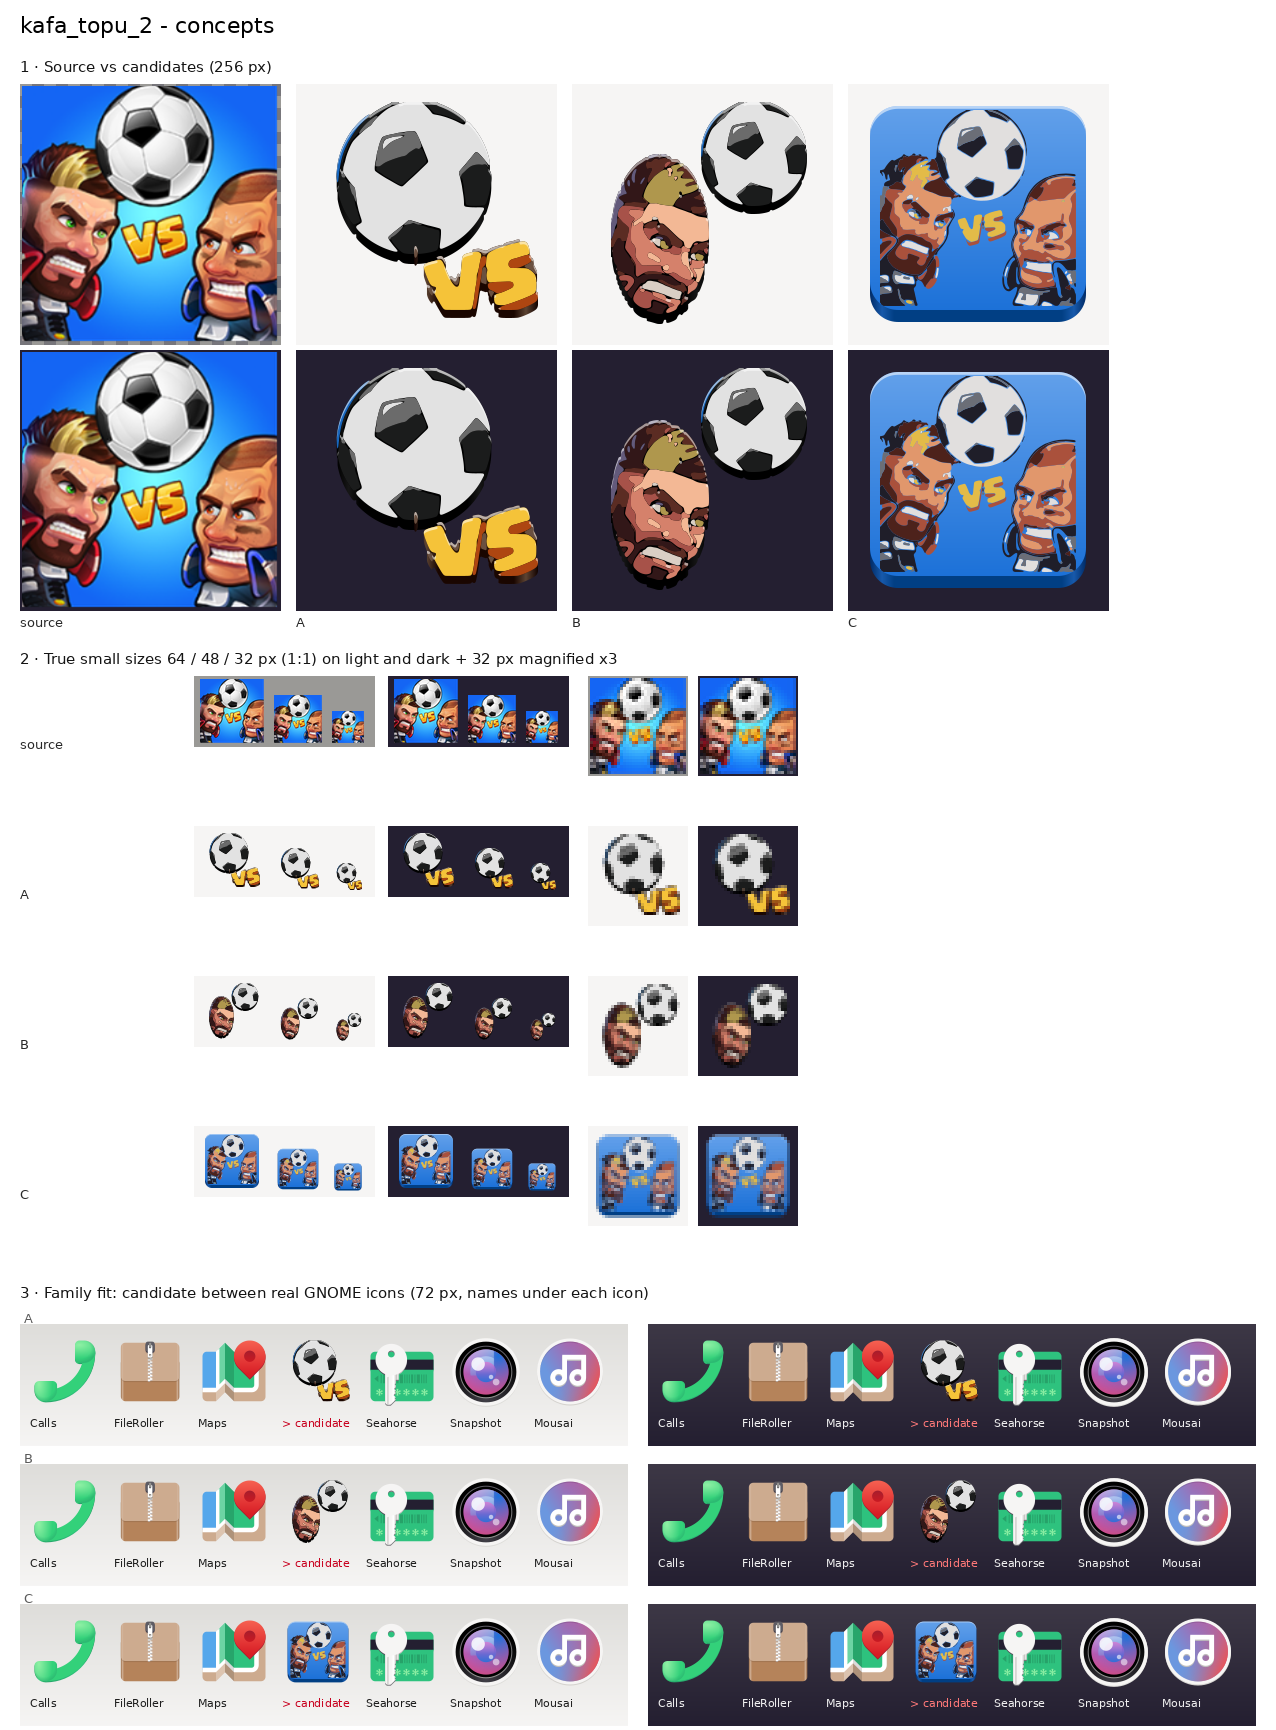 kafa_topu_2 - concepts
1 · Source vs candidates (256 px)
VS
VS
VS
VS
VS
VS
source
A
B
C
2 · True small sizes 64 / 48 / 32 px (1:1) on light and dark + 32 px magnified x3
source
A
B
C
3 · Family fit: candidate between real GNOME icons (72 px, names under each icon)
A
Calls FileRoller Maps > candidate Seahorse Snapshot Mousai
Calls FileRoller Maps > candidate Seahorse Snapshot Mousai
B
Calls FileRoller Maps > candidate Seahorse Snapshot Mousai
Calls FileRoller Maps > candidate Seahorse Snapshot Mousai
C
Calls FileRoller Maps > candidate Seahorse Snapshot Mousai
Calls FileRoller Maps > candidate Seahorse Snapshot Mousai